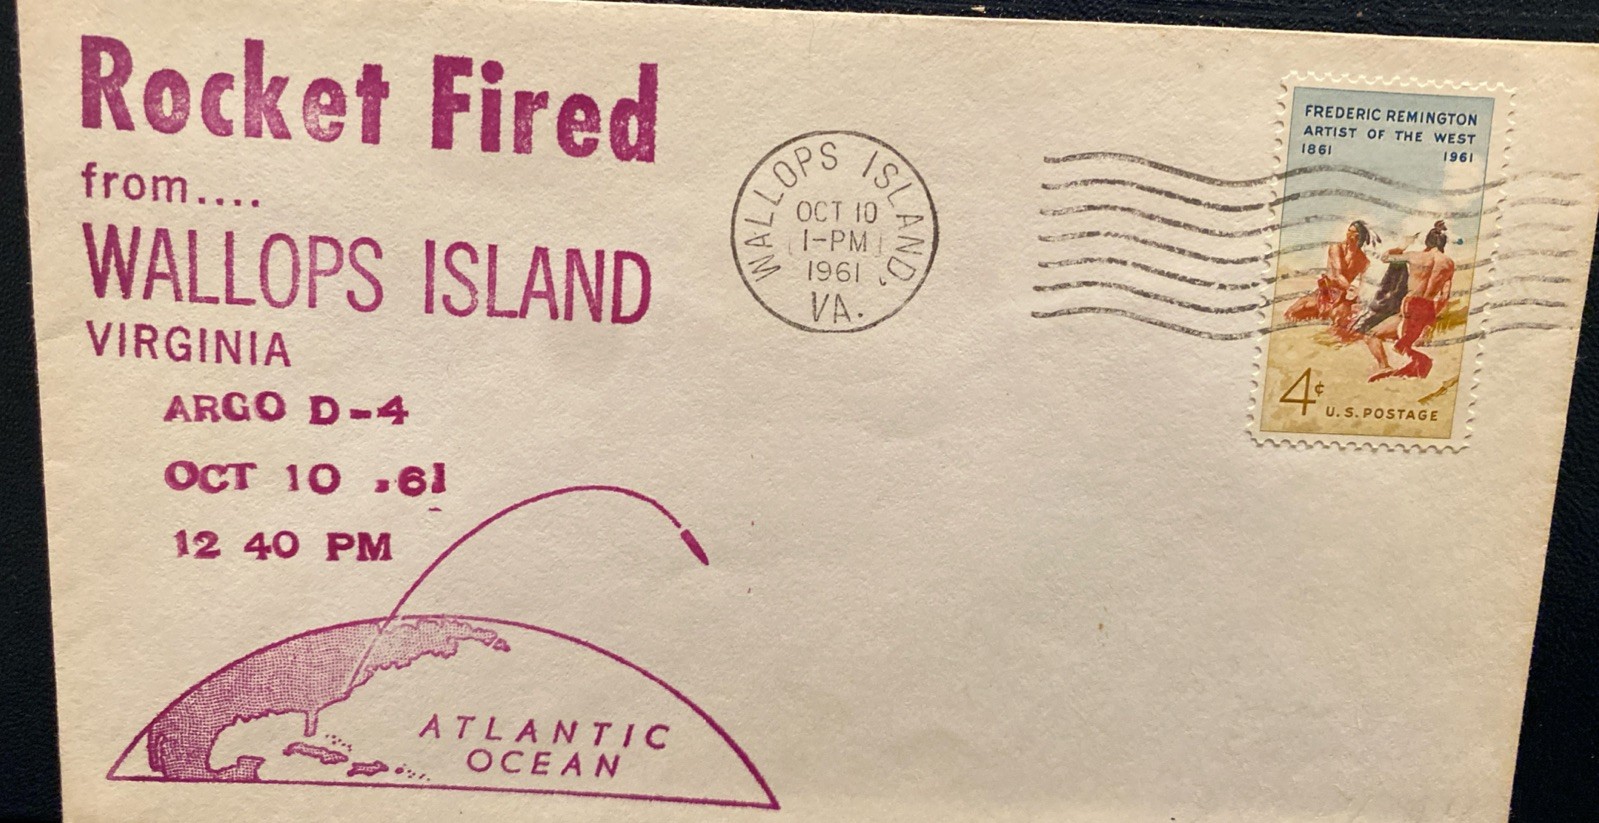 Rocket Fired
from....
WALLOPS ISLAND
VIRGINIA
ARGO D-4
OCT 10 .61
12 40 PM
ATLANTIC
OCEAN
WALLOPS ISLAND,
OCT 10
1-PM
1961
VA.
FREDERIC REMINGTON
ARTIST OF THE WEST
1861 1961
4¢
U.S. POSTAGE